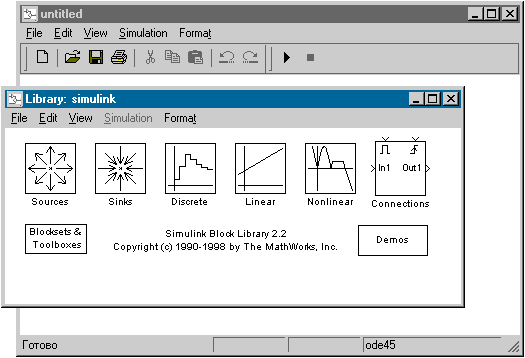 untitled
File Edit View Simulation Format
Library: simulink
File Edit View Simulation Format
In1 Out1
Sources Sinks Discrete Linear Nonlinear Connections
Blocksets &
Toolboxes
Simulink Block Library 2.2
Copyright (c) 1990-1998 by The MathWorks, Inc.
Demos
Готово ode45